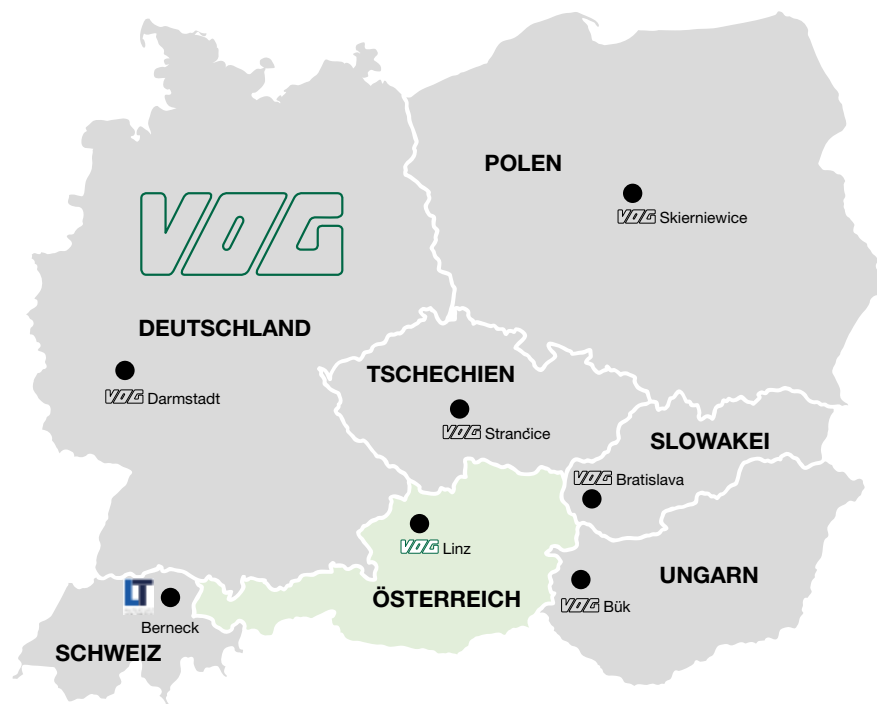 POLEN
VOG Skierniewice
VOG
DEUTSCHLAND
VOG Darmstadt
TSCHECHIEN
VOG Strančice
SLOWAKEI
VOG Bratislava
VOG Linz
UNGARN
VOG Bük
ÖSTERREICH
LT
Berneck
SCHWEIZ